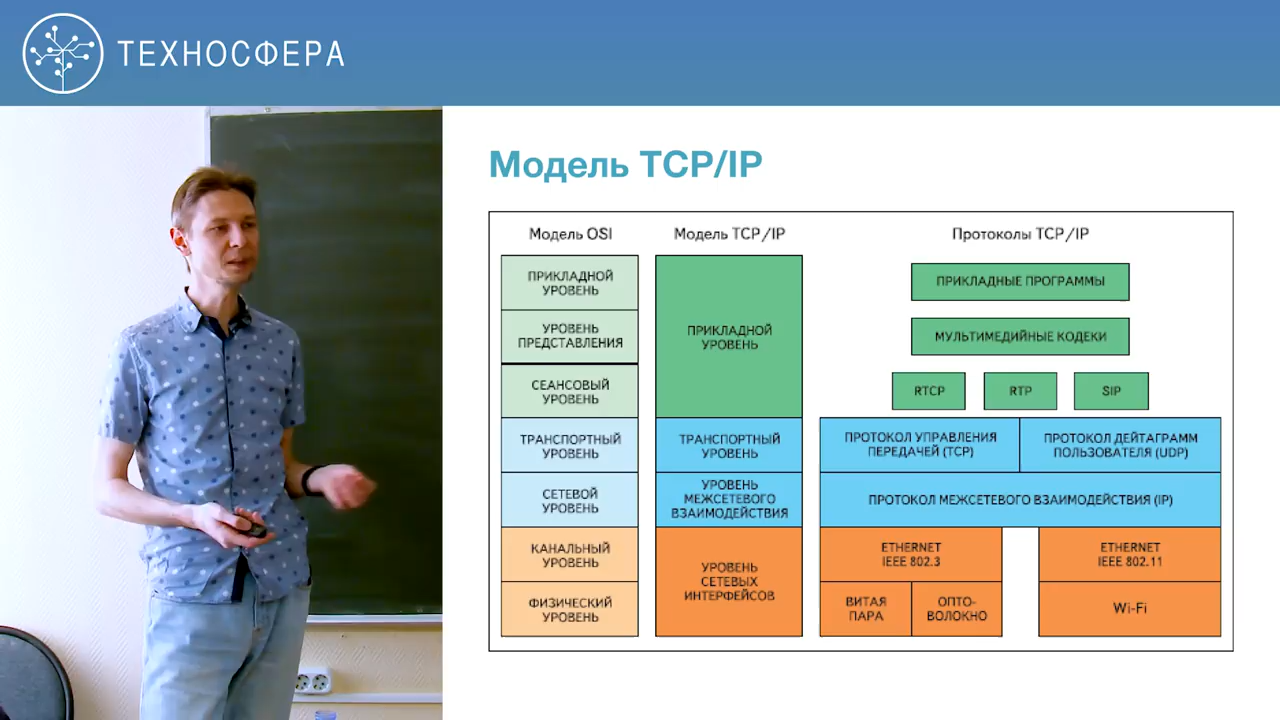 ТЕХНОСФЕРА
Модель TCP/IP
Модель OSI
Модель TCP/IP
Протоколы TCP/IP
ПРИКЛАДНОЙ
УРОВЕНЬ
УРОВЕНЬ
ПРЕДСТАВЛЕНИЯ
СЕАНСОВЫЙ
УРОВЕНЬ
ТРАНСПОРТНЫЙ
УРОВЕНЬ
СЕТЕВОЙ
УРОВЕНЬ
КАНАЛЬНЫЙ
УРОВЕНЬ
ФИЗИЧЕСКИЙ
УРОВЕНЬ
ПРИКЛАДНОЙ
УРОВЕНЬ
ТРАНСПОРТНЫЙ
УРОВЕНЬ
УРОВЕНЬ
МЕЖСЕТЕВОГО
ВЗАИМОДЕЙСТВИЯ
УРОВЕНЬ
СЕТЕВЫХ
ИНТЕРФЕЙСОВ
ПРИКЛАДНЫЕ ПРОГРАММЫ
МУЛЬТИМЕДИЙНЫЕ КОДЕКИ
RTCP
RTP
SIP
ПРОТОКОЛ УПРАВЛЕНИЯ
ПЕРЕДАЧЕЙ (TCP)
ПРОТОКОЛ ДЕЙТАГРАММ
ПОЛЬЗОВАТЕЛЯ (UDP)
ПРОТОКОЛ МЕЖСЕТЕВОГО ВЗАИМОДЕЙСТВИЯ (IP)
ETHERNET
IEEE 802.3
ETHERNET
IEEE 802.11
ВИТАЯ
ПАРА
ОПТО-
ВОЛОКНО
Wi-Fi